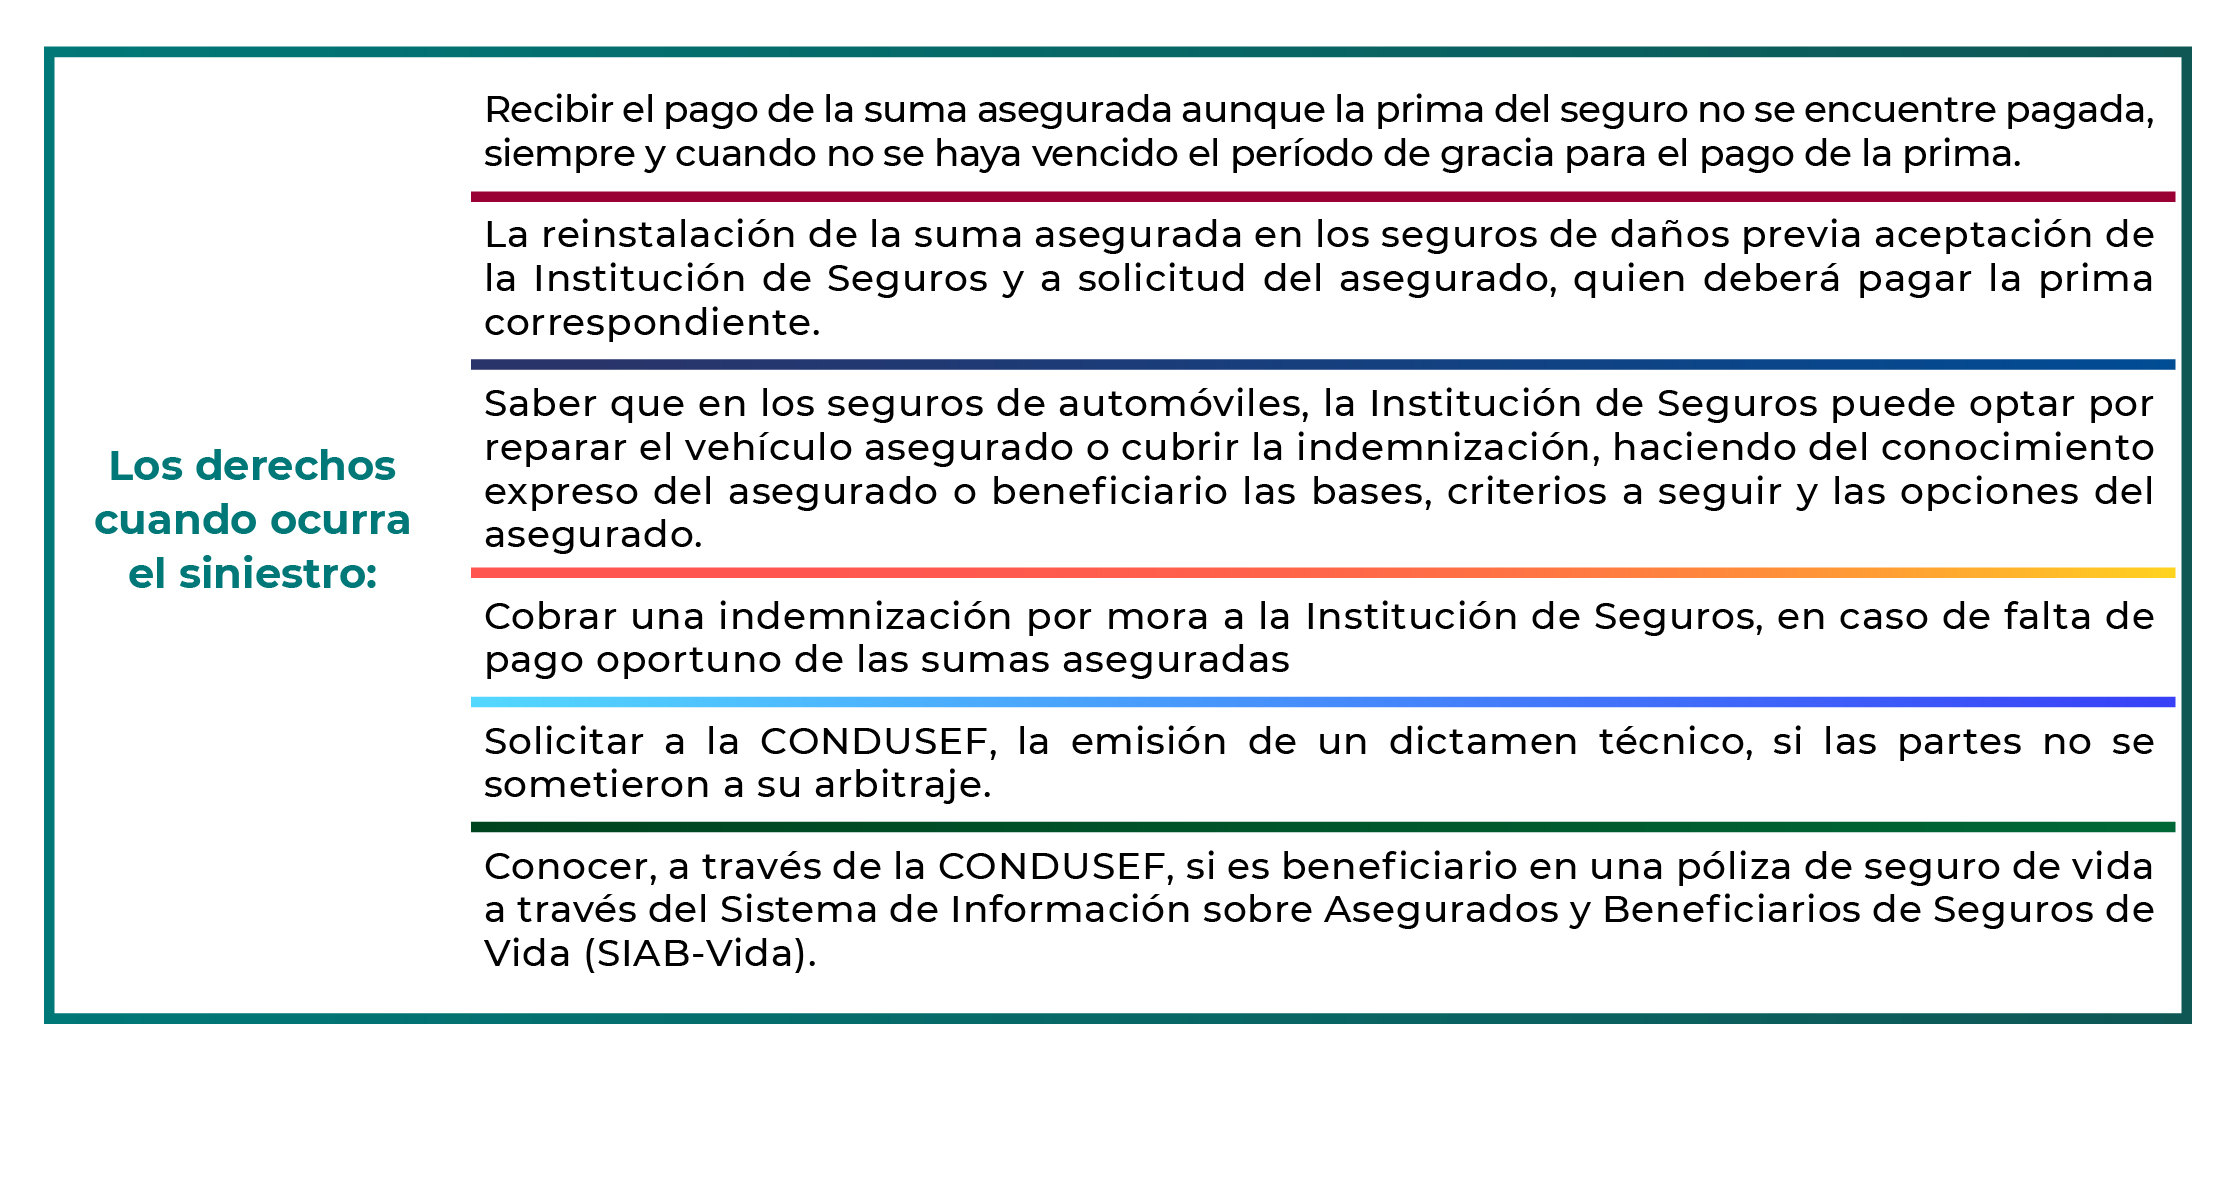 Los derechos
cuando ocurra
el siniestro:
Recibir el pago de la suma asegurada aunque la prima del seguro no se encuentre pagada,
siempre y cuando no se haya vencido el período de gracia para el pago de la prima.
La reinstalación de la suma asegurada en los seguros de daños previa aceptación de
la Institución de Seguros y a solicitud del asegurado, quien deberá pagar la prima
correspondiente.
Saber que en los seguros de automóviles, la Institución de Seguros puede optar por
reparar el vehículo asegurado o cubrir la indemnización, haciendo del conocimiento
expreso del asegurado o beneficiario las bases, criterios a seguir y las opciones del
asegurado.
Cobrar una indemnización por mora a la Institución de Seguros, en caso de falta de
pago oportuno de las sumas aseguradas
Solicitar a la CONDUSEF, la emisión de un dictamen técnico, si las partes no se
sometieron a su arbitraje.
Conocer, a través de la CONDUSEF, si es beneficiario en una póliza de seguro de vida
a través del Sistema de Información sobre Asegurados y Beneficiarios de Seguros de
Vida (SIAB-Vida).